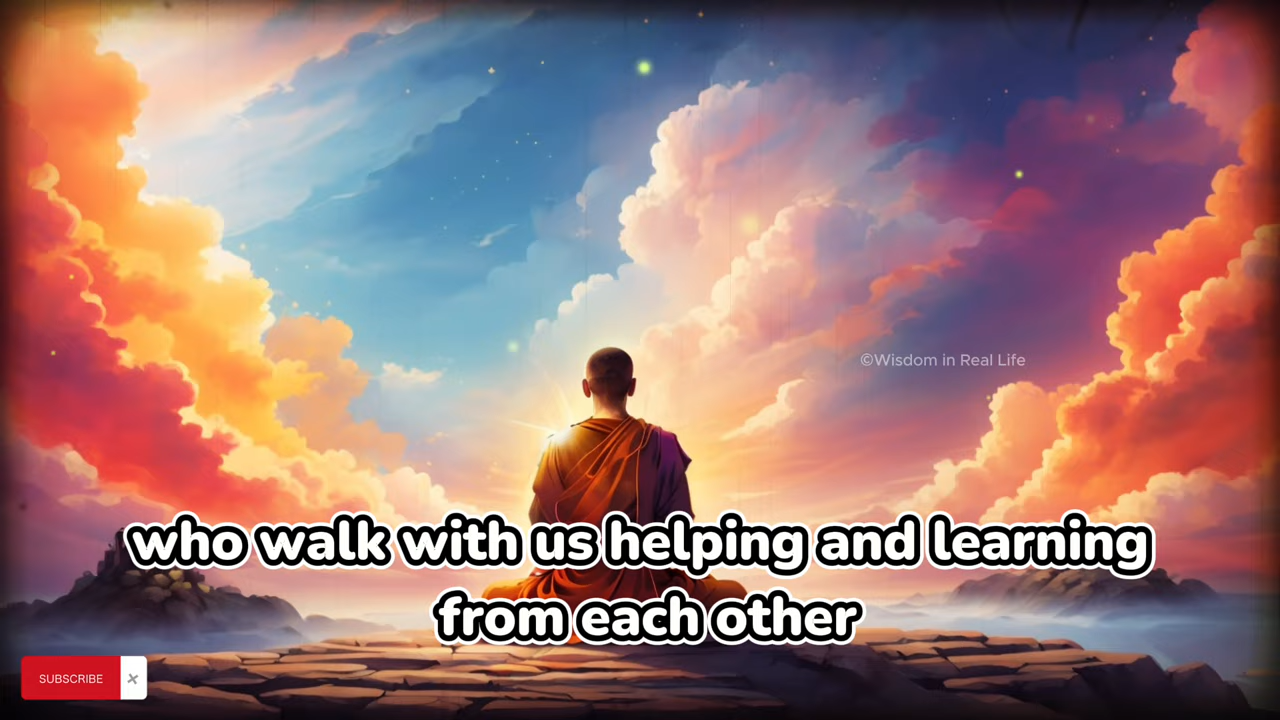 ©Wisdom in Real Life
who walk with us helping and learning
from each other
SUBSCRIBE